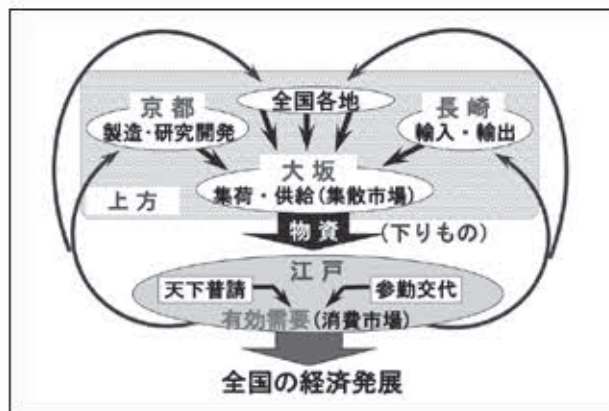 京都
製造・研究開発
全国各地
長崎
輸入・輸出
大坂
集荷・供給(集散市場)
上方
物資
(下りもの)
江戸
天下普請
参勤交代
有効需要(消費市場)
全国の経済発展